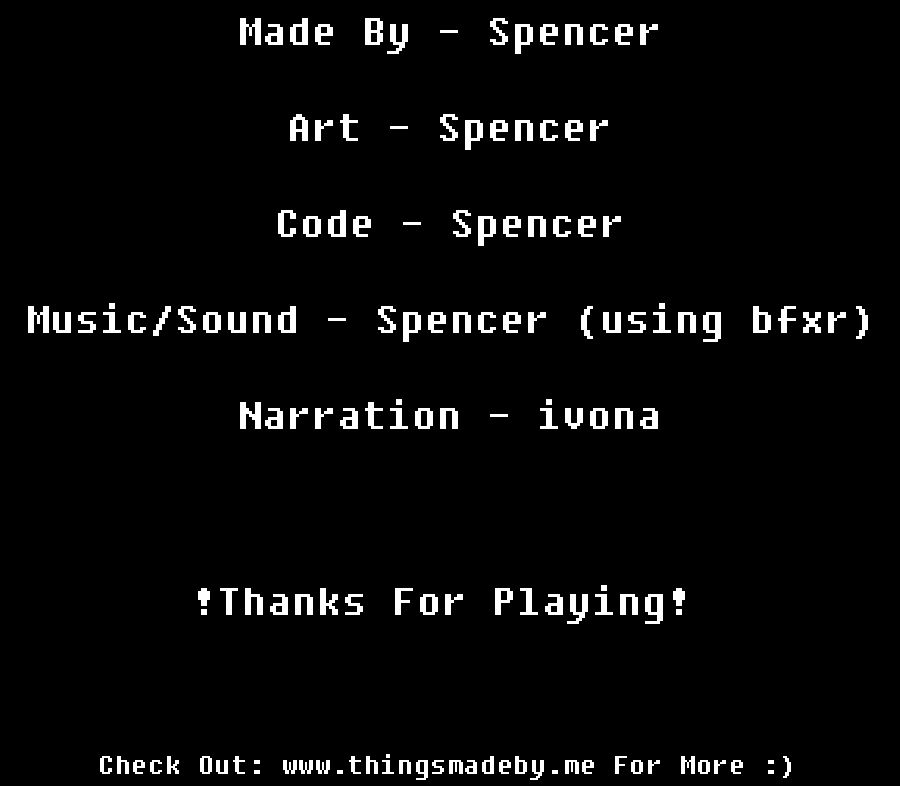 Made By - Spencer
Art - Spencer
Code - Spencer
Music/Sound - Spencer (using bfxr)
Narration - ivona
!Thanks For Playing!
Check Out: www.thingsmadeby.me For More :)